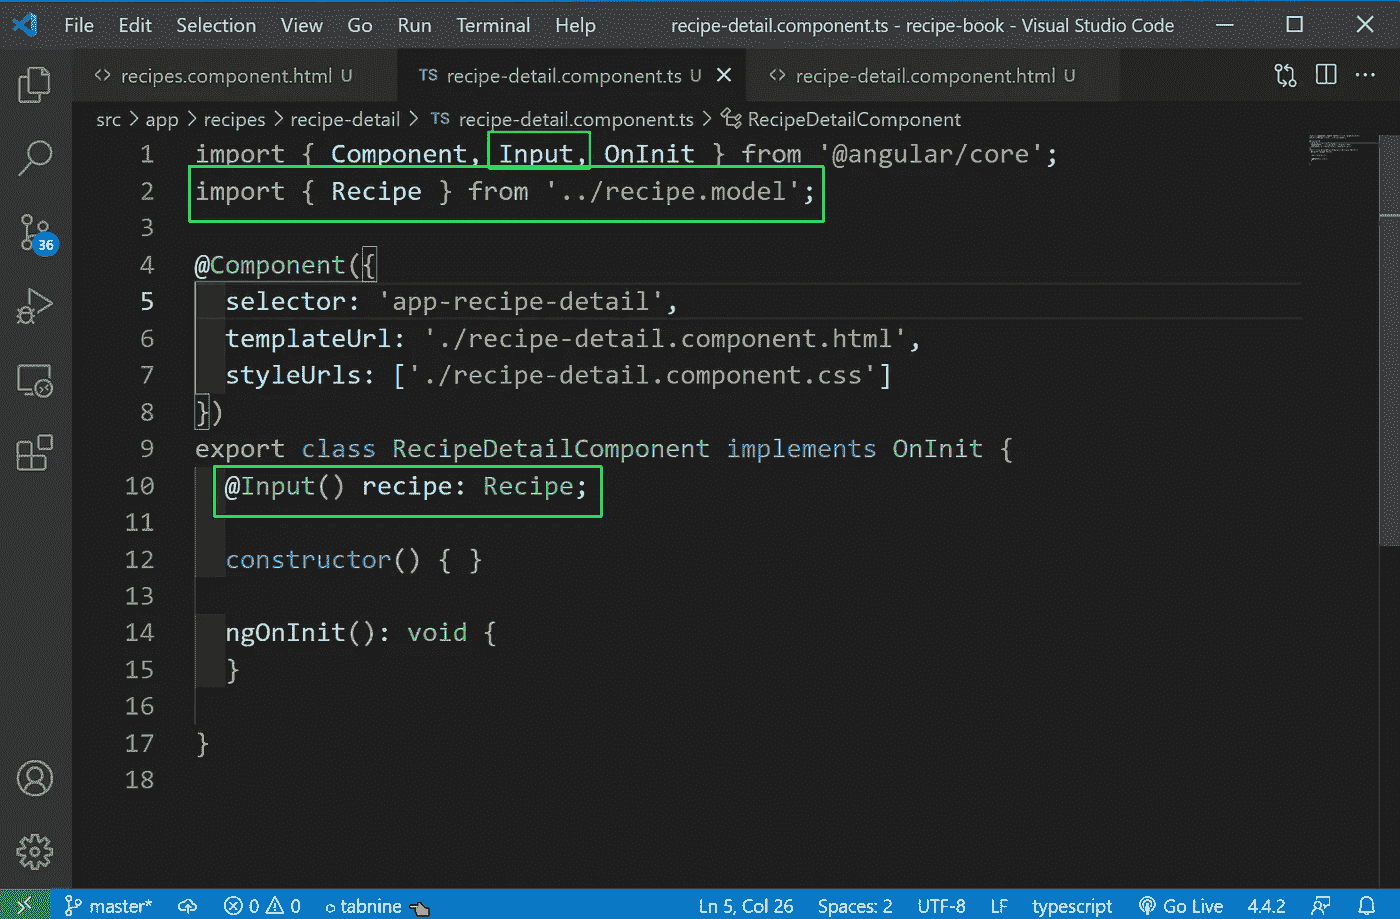 File Edit Selection View Go Run Terminal Help recipe-detail.component.ts - recipe-book - Visual Studio Code
<> recipes.component.html U TS recipe-detail.component.ts U <> recipe-detail.component.html U
src > app > recipes > recipe-detail > TS recipe-detail.component.ts > RecipeDetailComponent
1 import { Component, Input, OnInit } from '@angular/core';
2 import { Recipe } from '../recipe.model';
3
4 @Component({
5 selector: 'app-recipe-detail',
6 templateUrl: './recipe-detail.component.html',
7 styleUrls: ['./recipe-detail.component.css']
8 })
9 export class RecipeDetailComponent implements OnInit {
10 @Input() recipe: Recipe;
11
12 constructor() { }
13
14 ngOnInit(): void {
15 }
16
17 }
18
36
master* 0 0 tabnine Ln 5, Col 26 Spaces: 2 UTF-8 LF typescript Go Live 4.4.2